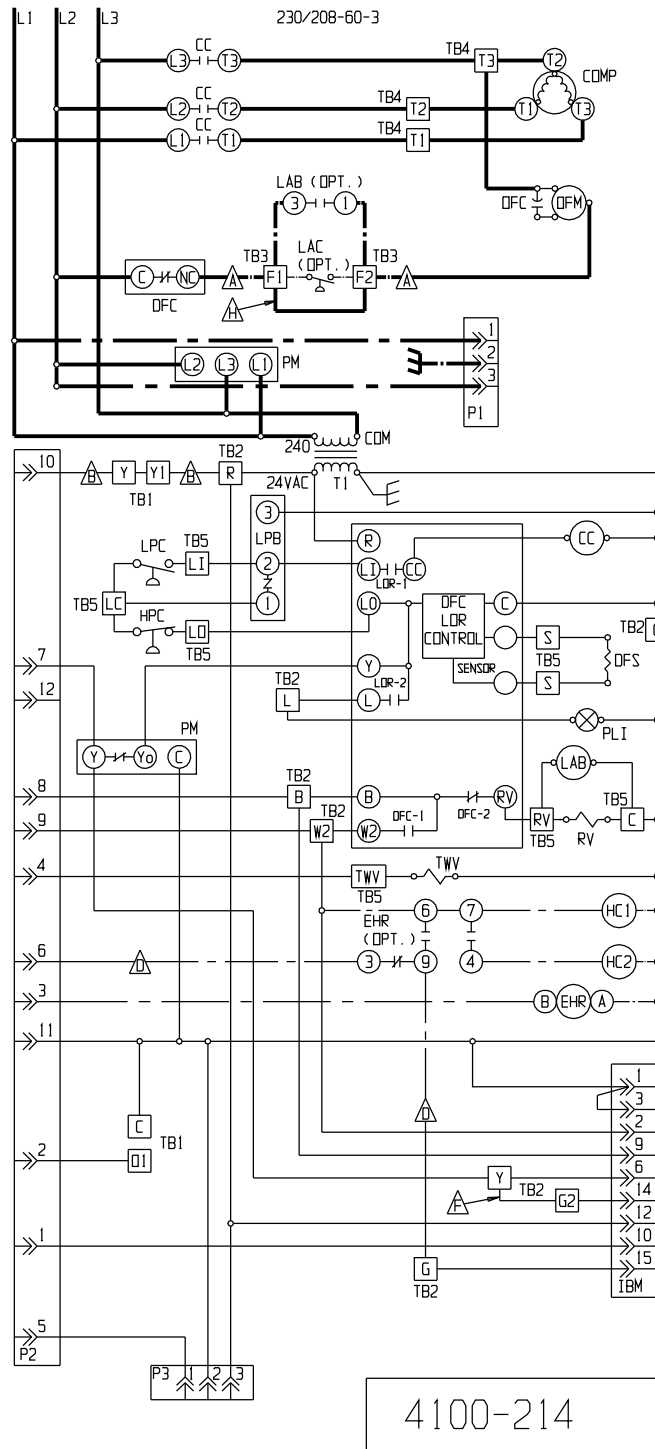 L1 L2 L3 230/208-60-3
L3 CC T3 TB4 T3 T2 COMP
L2 CC T2 TB4 T2 T1 T3
L1 CC T1 TB4 T1
LAB (OPT.)
3 1
DFC OFM
TB3 LAC (OPT.) TB3
C NC A F1 F2 A
DFC
H
1
L2 L3 L1 PM 2
3
P1
240 COM
10 B Y Y1 B TB2 R
TB1 24VAC T1
3
LPB
R CC
LPC TB5 LI 2 LI CC
LOR-1
TB5 LC 1 LO DFC LOR CONTROL C
HPC LO TB2
TB5 S
TB5 DFS
7 Y LOR-2 SENSOR S
12 TB2 L L
PLI
PM
Y Yo C
LAB
8 TB2 B B RV TB5
9 TB2 W2 W2 DFC-1 DFC-2 RV RV C
TB5
4 TWV TWV
TB5
EHR (OPT.) 6 7 HC1
6 D 3 9 4 HC2
3 B EHR A
11
1
C D 3
TB1 2
2 O1 9
Y 6
F TB2 G2 14
12
1 10
G 15
TB2 IBM
5
P2 P3 1 2 3
4100-214